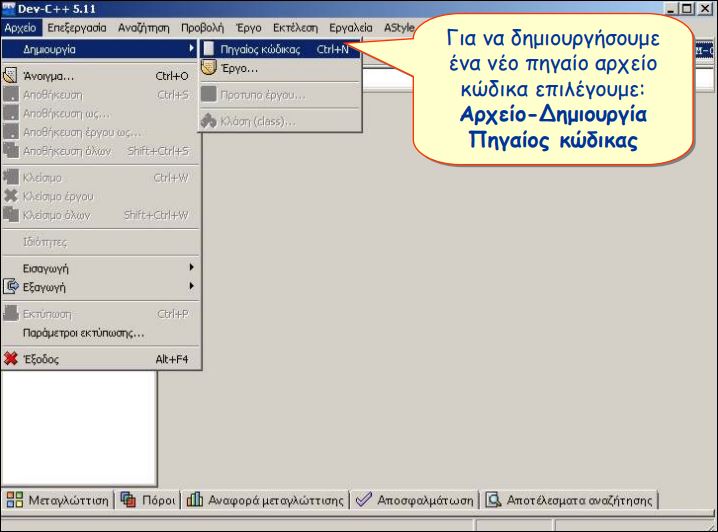 Dev-C++ 5.11
Αρχείο Επεξεργασία Αναζήτηση Προβολή Έργο Εκτέλεση Εργαλεία AStyle
Δημιουργία
Πηγαίος κώδικας Ctrl+N
Έργο...
Πρότυπο έργου...
Κλάση (class)...
Άνοιγμα... Ctrl+O
Αποθήκευση Ctrl+S
Αποθήκευση ως...
Αποθήκευση έργου ως...
Αποθήκευση όλων Shift+Ctrl+S
Κλείσιμο Ctrl+W
Κλείσιμο έργου
Κλείσιμο όλων Shift+Ctrl+W
Ιδιότητες
Εισαγωγή
Εξαγωγή
Εκτύπωση Ctrl+P
Παράμετροι εκτύπωσης...
Έξοδος Alt+F4
Για να δημιουργήσουμε
ένα νέο πηγαίο αρχείο
κώδικα επιλέγουμε:
Αρχείο-Δημιουργία
Πηγαίος κώδικας
Μεταγλώττιση Πόροι Αναφορά μεταγλώττισης Αποσφαλμάτωση Αποτέλεσματα αναζήτησης